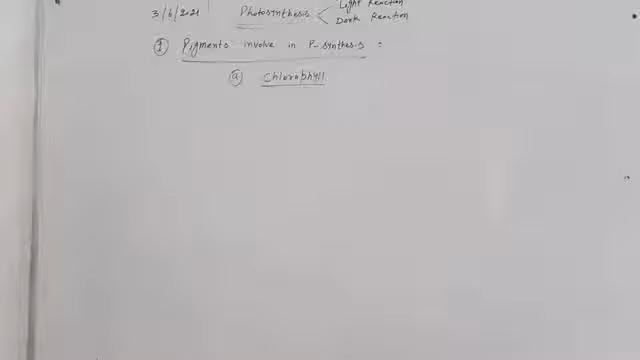 Light Reaction
3/6/2021 Photosynthesis
Dark Reaction
① Pigments involve in P-synthesis :
ⓐ Chlorophyll